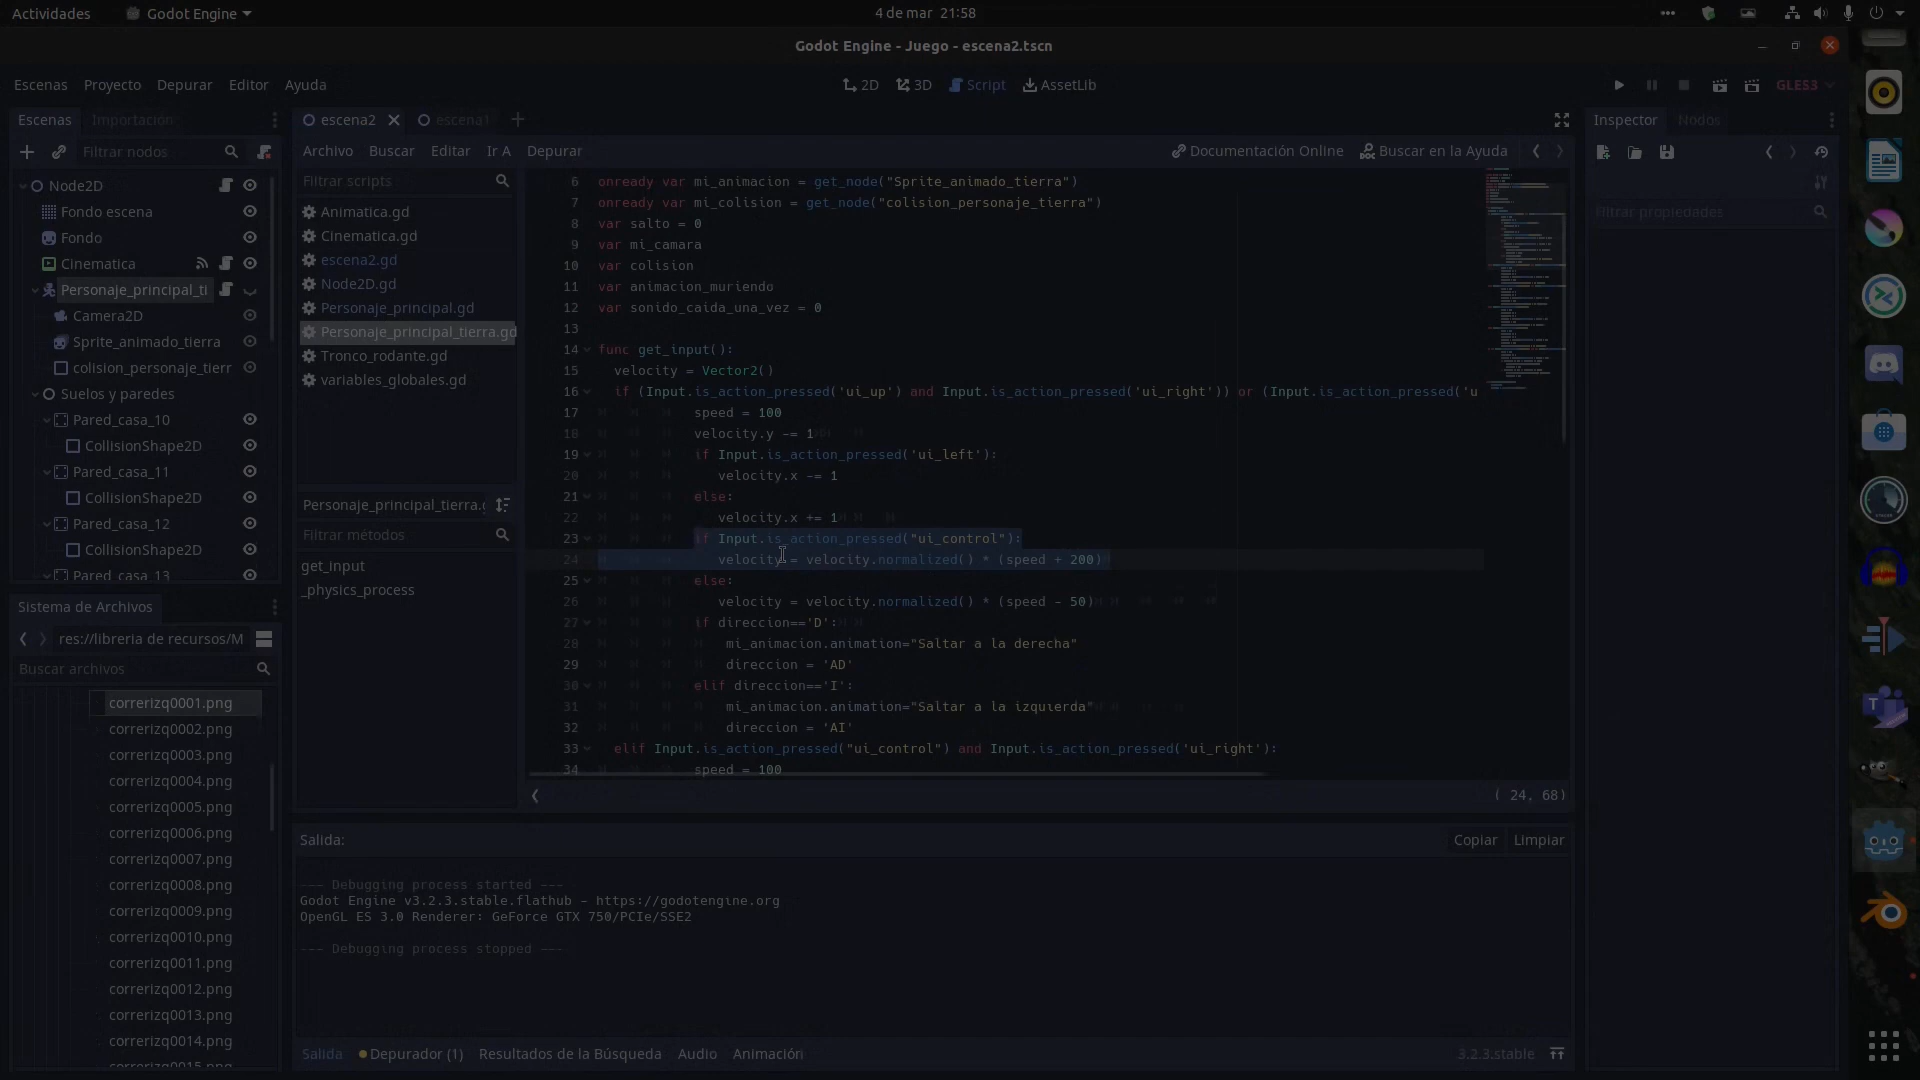 Actividades
Godot Engine
4 de mar 21:58
Godot Engine - Juego - escena2.tscn
Escenas Proyecto Depurar Editor Ayuda
2D 3D Script AssetLib
GLES3
Escenas Importación
Filtrar nodos
Node2D
Fondo escena
Fondo
Cinematica
Personaje_principal_ti
Camera2D
Sprite_animado_tierra
colision_personaje_tierr
Suelos y paredes
Pared_casa_10
CollisionShape2D
Pared_casa_11
CollisionShape2D
Pared_casa_12
CollisionShape2D
Pared_casa_13
Sistema de Archivos
res://libreria de recursos/M
Buscar archivos
correrizq0001.png
correrizq0002.png
correrizq0003.png
correrizq0004.png
correrizq0005.png
correrizq0006.png
correrizq0007.png
correrizq0008.png
correrizq0009.png
correrizq0010.png
correrizq0011.png
correrizq0012.png
correrizq0013.png
correrizq0014.png
correrizq0015.png
escena2 escena1
Archivo Buscar Editar Ir A Depurar
Documentación Online Buscar en la Ayuda
Filtrar scripts
Animatica.gd
Cinematica.gd
escena2.gd
Node2D.gd
Personaje_principal.gd
Personaje_principal_tierra.gd
Tronco_rodante.gd
variables_globales.gd
Personaje_principal_tierra.g
Filtrar métodos
get_input
_physics_process
6 onready var mi_animacion = get_node("Sprite_animado_tierra")
7 onready var mi_colision = get_node("colision_personaje_tierra")
8 var salto = 0
9 var mi_camara
10 var colision
11 var animacion_muriendo
12 var sonido_caida_una_vez = 0
13
14 func get_input():
15 velocity = Vector2()
16 if (Input.is_action_pressed('ui_up') and Input.is_action_pressed('ui_right')) or (Input.is_action_pressed('u
17 speed = 100
18 velocity.y -= 1
19 if Input.is_action_pressed('ui_left'):
20 velocity.x -= 1
21 else:
22 velocity.x += 1
23 if Input.is_action_pressed("ui_control"):
24 velocity = velocity.normalized() * (speed + 200)
25 else:
26 velocity = velocity.normalized() * (speed - 50)
27 if direccion=='D':
28 mi_animacion.animation="Saltar a la derecha"
29 direccion = 'AD'
30 elif direccion=='I':
31 mi_animacion.animation="Saltar a la izquierda"
32 direccion = 'AI'
33 elif Input.is_action_pressed("ui_control") and Input.is_action_pressed('ui_right'):
34 speed = 100
( 24, 68)
Salida:
Copiar Limpiar
--- Debugging process started ---
Godot Engine v3.2.3.stable.flathub - https://godotengine.org
OpenGL ES 3.0 Renderer: GeForce GTX 750/PCIe/SSE2
--- Debugging process stopped ---
Salida Depurador (1) Resultados de la Búsqueda Audio Animación
3.2.3.stable
Inspector Nodos
Filtrar propiedades